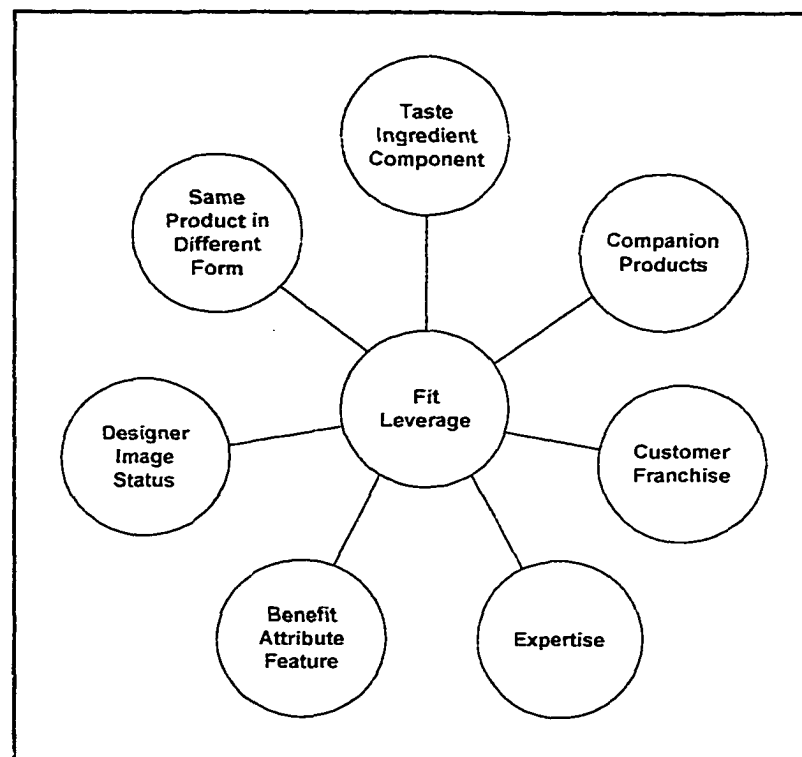 Taste
Ingredient
Component
Same
Product in
Different
Form
Companion
Products
Fit
Leverage
Designer
Image
Status
Customer
Franchise
Benefit
Attribute
Feature
Expertise